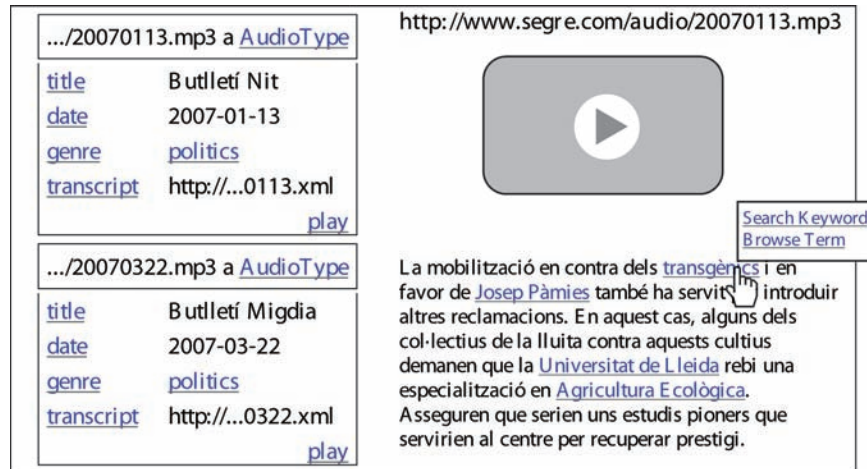 .../20070113.mp3 a AudioType
title Butlletí Nit
date 2007-01-13
genre politics
transcript http://...0113.xml
play
.../20070322.mp3 a AudioType
title Butlletí Migdia
date 2007-03-22
genre politics
transcript http://...0322.xml
play
http://www.segre.com/audio/20070113.mp3
Search Keyword
Browse Term
La mobilització en contra dels transgènics i en
favor de Josep Pàmies també ha servit introduir
altres reclamacions. En aquest cas, alguns dels
col·lectius de la lluita contra aquests cultius
demanen que la Universitat de Lleida rebi una
especialització en Agricultura Ecològica.
Asseguren que serien uns estudis pioners que
servirien al centre per recuperar prestigi.